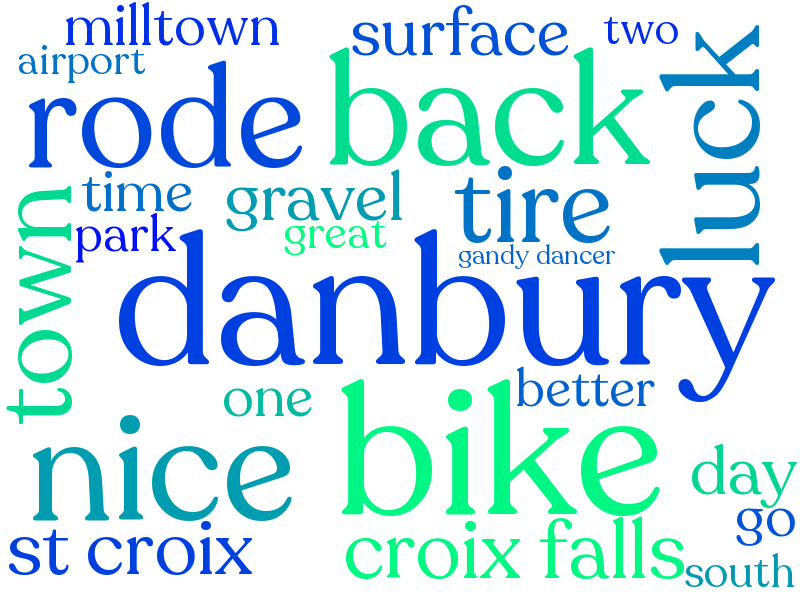 milltown
surface
two
airport
rode
back
luck
time
gravel
tire
park
great
town
gandy dancer
danbury
one
better
nice
bike
day
go
st croix
croix falls
south